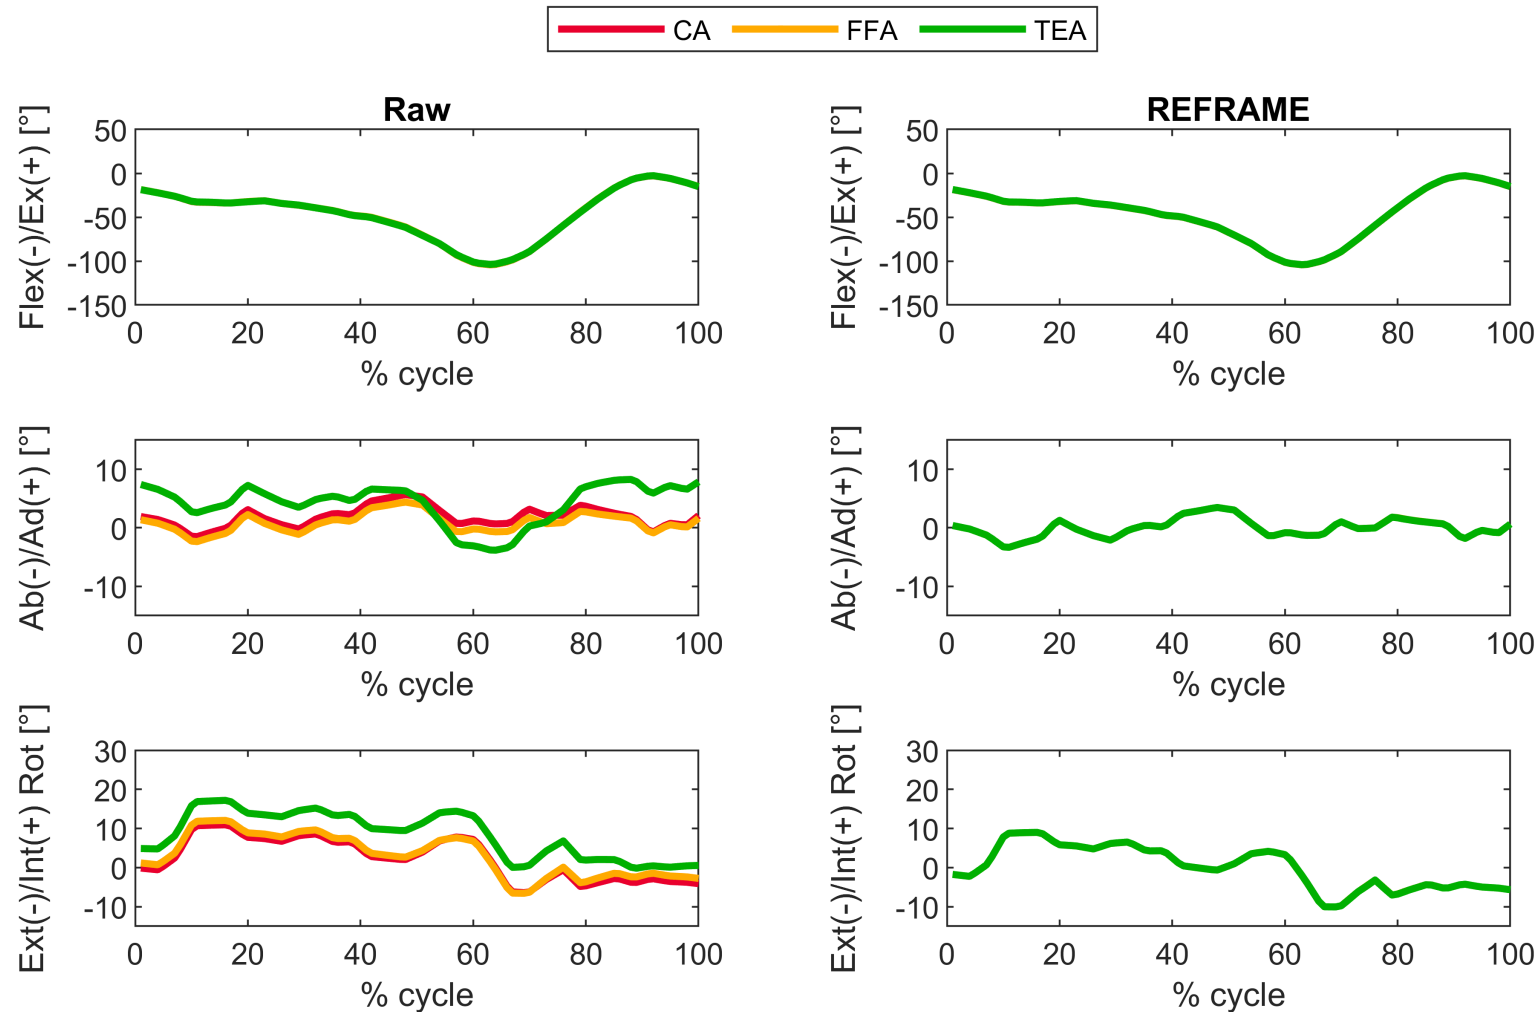 CA FFA TEA
Raw
Flex(-)/Ex(+) [°]
50
0
-50
-100
-150
0 20 40 60 80 100
% cycle
REFRAME
Flex(-)/Ex(+) [°]
50
0
-50
-100
-150
0 20 40 60 80 100
% cycle
Ab(-)/Ad(+) [°]
10
0
-10
0 20 40 60 80 100
% cycle
Ab(-)/Ad(+) [°]
10
0
-10
0 20 40 60 80 100
% cycle
Ext(-)/Int(+) Rot [°]
30
20
10
0
-10
0 20 40 60 80 100
% cycle
Ext(-)/Int(+) Rot [°]
30
20
10
0
-10
0 20 40 60 80 100
% cycle